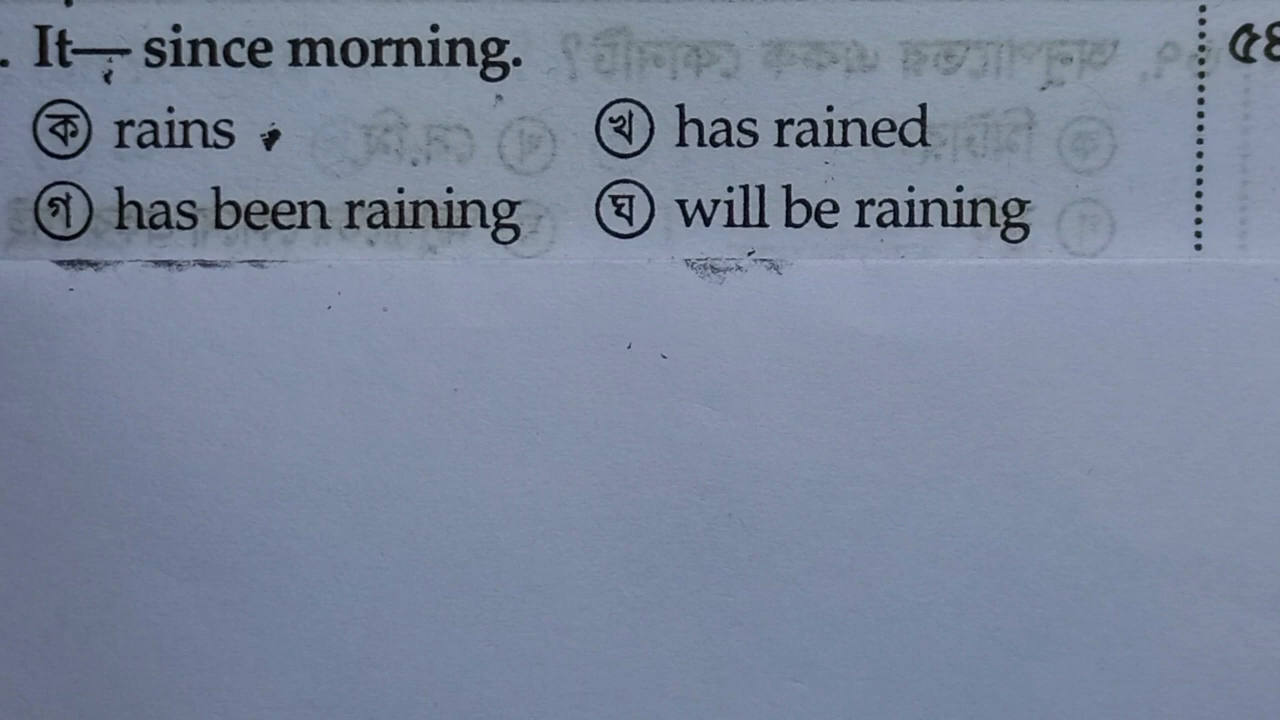 . It— since morning.
ক rains খ has rained
গ has been raining ঘ will be raining